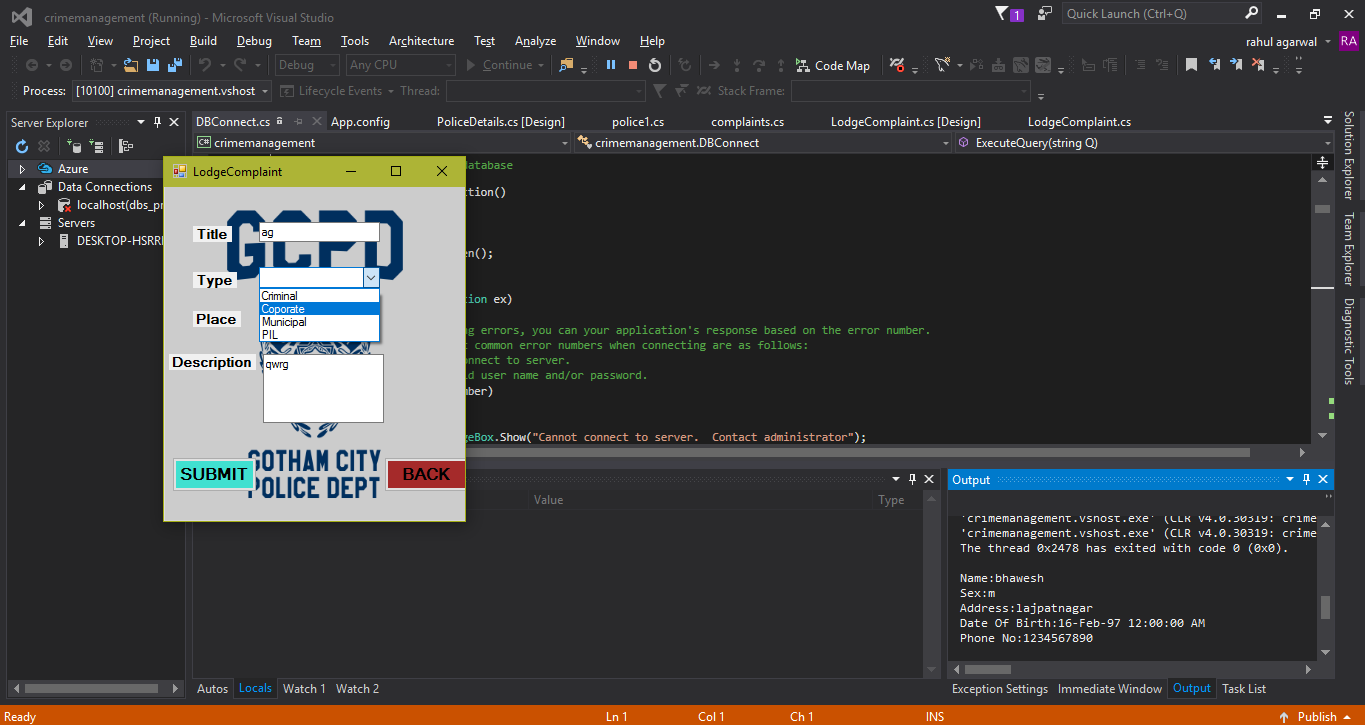 crimemanagement (Running) - Microsoft Visual Studio
1
Quick Launch (Ctrl+Q)
File Edit View Project Build Debug Team Tools Architecture Test Analyze Window Help
rahul agarwal
RA
Debug Any CPU Continue Code Map
Process: [10100] crimemanagement.vshost Lifecycle Events Thread: Stack Frame:
Server Explorer
DBConnect.cs App.config PoliceDetails.cs [Design] police1.cs complaints.cs LodgeComplaint.cs [Design] LodgeComplaint.cs
C# crimemanagement crimemanagement.DBConnect ExecuteQuery(string Q)
Azure
Data Connections
localhost(dbs_pr
Servers
DESKTOP-HSRR
LodgeComplaint
GCPD
Title
ag
Type
Criminal
Coporate
Municipal
PIL
Place
Description
qwrg
GOTHAM CITY
POLICE DEPT
SUBMIT
BACK
atabase
ction()
en();
tion ex)
ng errors, you can your application's response based on the error number.
common error numbers when connecting are as follows:
nnect to server.
d user name and/or password.
mber)
geBox.Show("Cannot connect to server.  Contact administrator");
Solution Explorer
Team Explorer
Diagnostic Tools
Value Type
Output
'crimemanagement.vshost.exe' (CLR v4.0.30319: crime
'crimemanagement.vshost.exe' (CLR v4.0.30319: crime
The thread 0x2478 has exited with code 0 (0x0).
Name:bhawesh
Sex:m
Address:lajpatnagar
Date Of Birth:16-Feb-97 12:00:00 AM
Phone No:1234567890
Autos Locals Watch 1 Watch 2
Exception Settings Immediate Window Output Task List
Ready Ln 1 Col 1 Ch 1 INS Publish